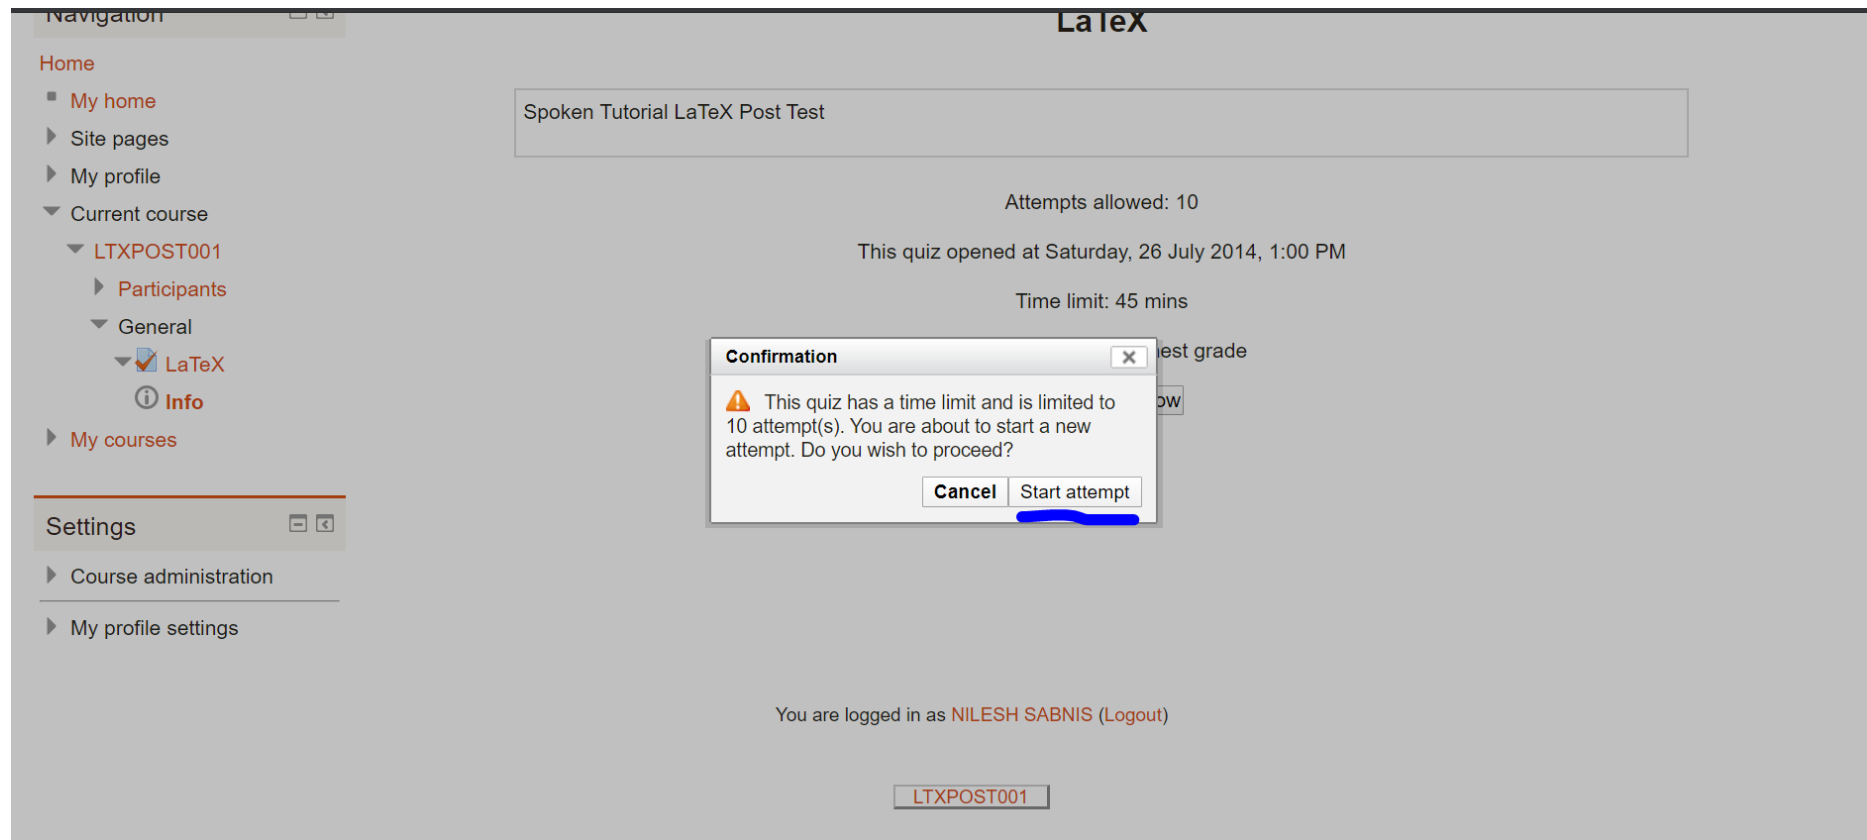 Navigation
Home
My home
Site pages
My profile
Current course
LTXPOST001
Participants
General
LaTeX
Info
My courses
Settings
Course administration
My profile settings
LaTeX
Spoken Tutorial LaTeX Post Test
Attempts allowed: 10
This quiz opened at Saturday, 26 July 2014, 1:00 PM
Time limit: 45 mins
grade
Confirmation
This quiz has a time limit and is limited to
10 attempt(s). You are about to start a new
attempt. Do you wish to proceed?
Cancel Start attempt
You are logged in as NILESH SABNIS (Logout)
LTXPOST001